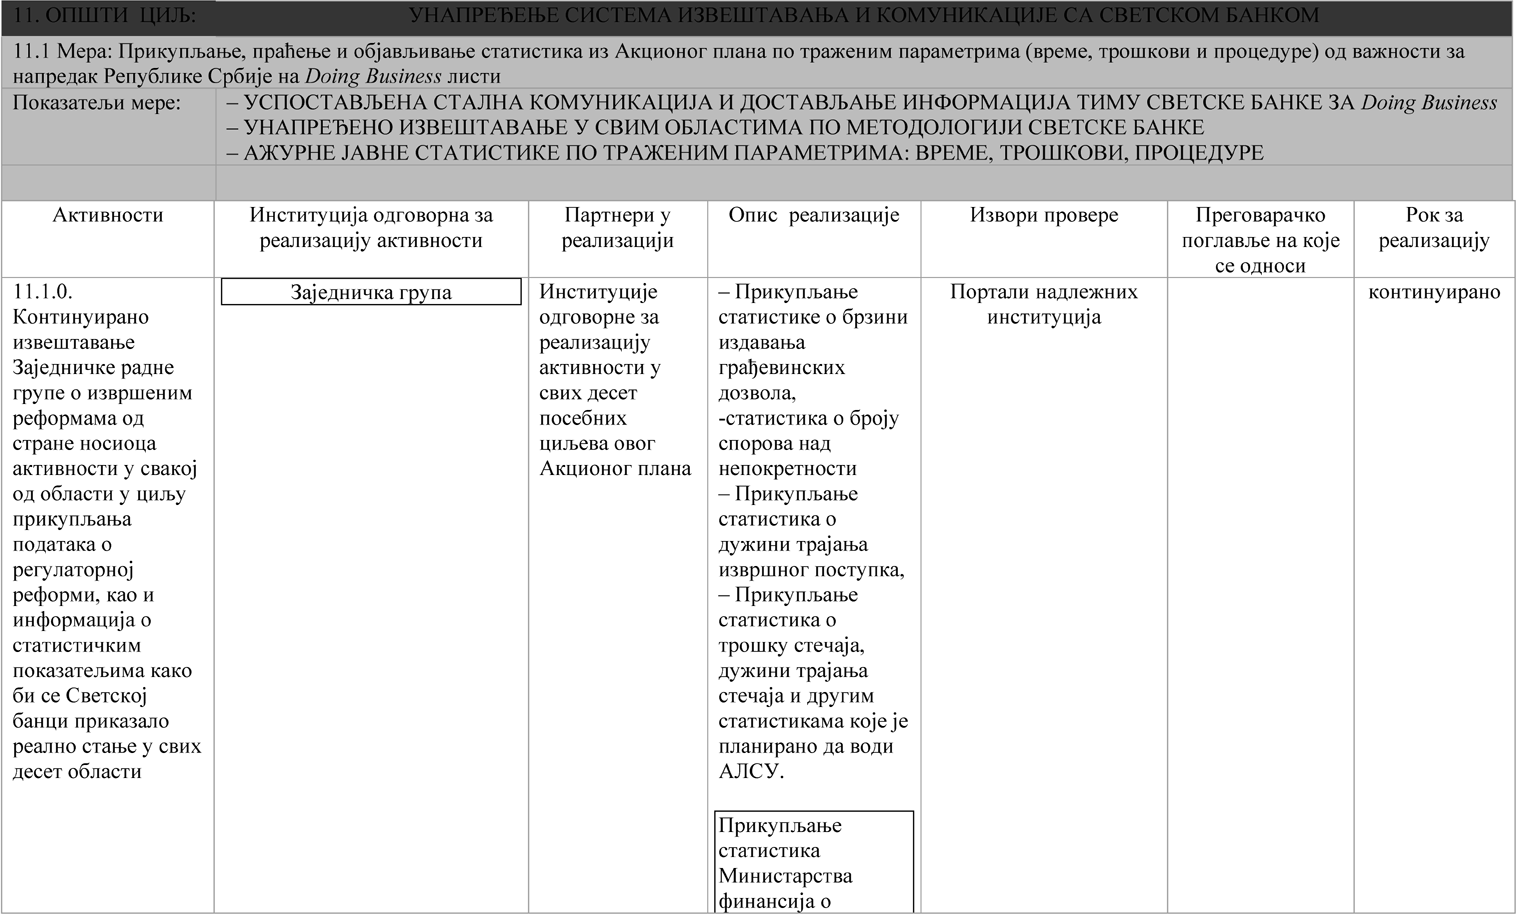 11. ОПШТИ ЦИЉ: УНАПРЕЂЕЊЕ СИСТЕМА ИЗВЕШТАВАЊА И КОМУНИКАЦИЈЕ СА СВЕТСКОМ БАНКОМ
11.1 Мера: Прикупљање, праћење и објављивање статистика из Акционог плана по траженим параметрима (време, трошкови и процедуре) од важности за
напредак Републике Србије на Doing Business листи
Показатељи мере:
– УСПОСТАВЉЕНА СТАЛНА КОМУНИКАЦИЈА И ДОСТАВЉАЊЕ ИНФОРМАЦИЈА ТИМУ СВЕТСКЕ БАНКЕ ЗА Doing Business
– УНАПРЕЂЕНО ИЗВЕШТАВАЊЕ У СВИМ ОБЛАСТИМА ПО МЕТОДОЛОГИЈИ СВЕТСКЕ БАНКЕ
– АЖУРНЕ ЈАВНЕ СТАТИСТИКЕ ПО ТРАЖЕНИМ ПАРАМЕТРИМА: ВРЕМЕ, ТРОШКОВИ, ПРОЦЕДУРЕ
Активности
Институција одговорна за
реализацију активности
Партнери у
реализацији
Опис реализације
Извори провере
Преговарачко
поглавље на које
се односи
Рок за
реализацију
11.1.0.
Континуирано
извештавање
Заједничке радне
групе о извршеним
реформама од
стране носиоца
активности у свакој
од области у циљу
прикупљања
података о
регулаторној
реформи, као и
информација о
статистичким
показатељима како
би се Светској
банци приказало
реално стање у свих
десет области
Заједничка група
Институције
одговорне за
реализацију
активности у
свих десет
посебних
циљева овог
Акционог плана
– Прикупљање
статистике о брзини
издавања
грађевинских
дозвола,
-статистика о броју
спорова над
непокретности
– Прикупљање
статистика о
дужини трајања
извршног поступка,
– Прикупљање
статистика о
трошку стечаја,
дужини трајања
стечаја и другим
статистикама које је
планирано да води
АЛСУ.
Прикупљање
статистика
Министарства
финансија о
Портали надлежних
институција
континуирано